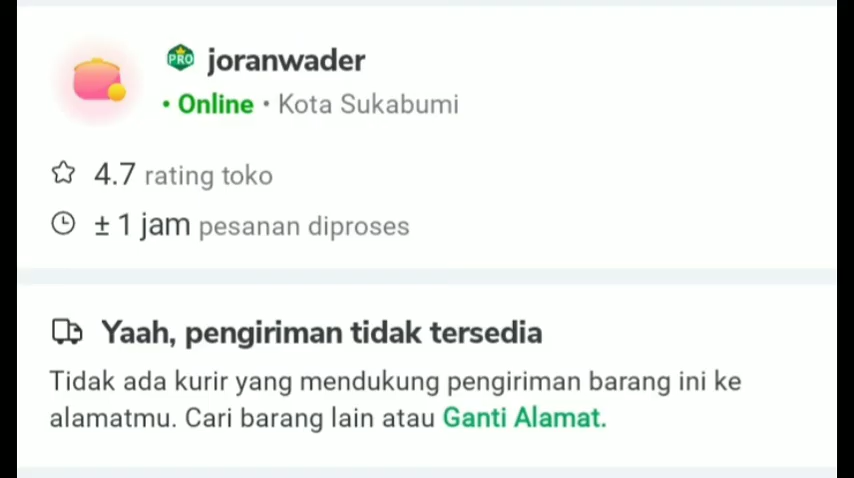 PRO joranwader
• Online • Kota Sukabumi
4.7 rating toko
± 1 jam pesanan diproses
Yaah, pengiriman tidak tersedia
Tidak ada kurir yang mendukung pengiriman barang ini ke
alamatmu. Cari barang lain atau Ganti Alamat.